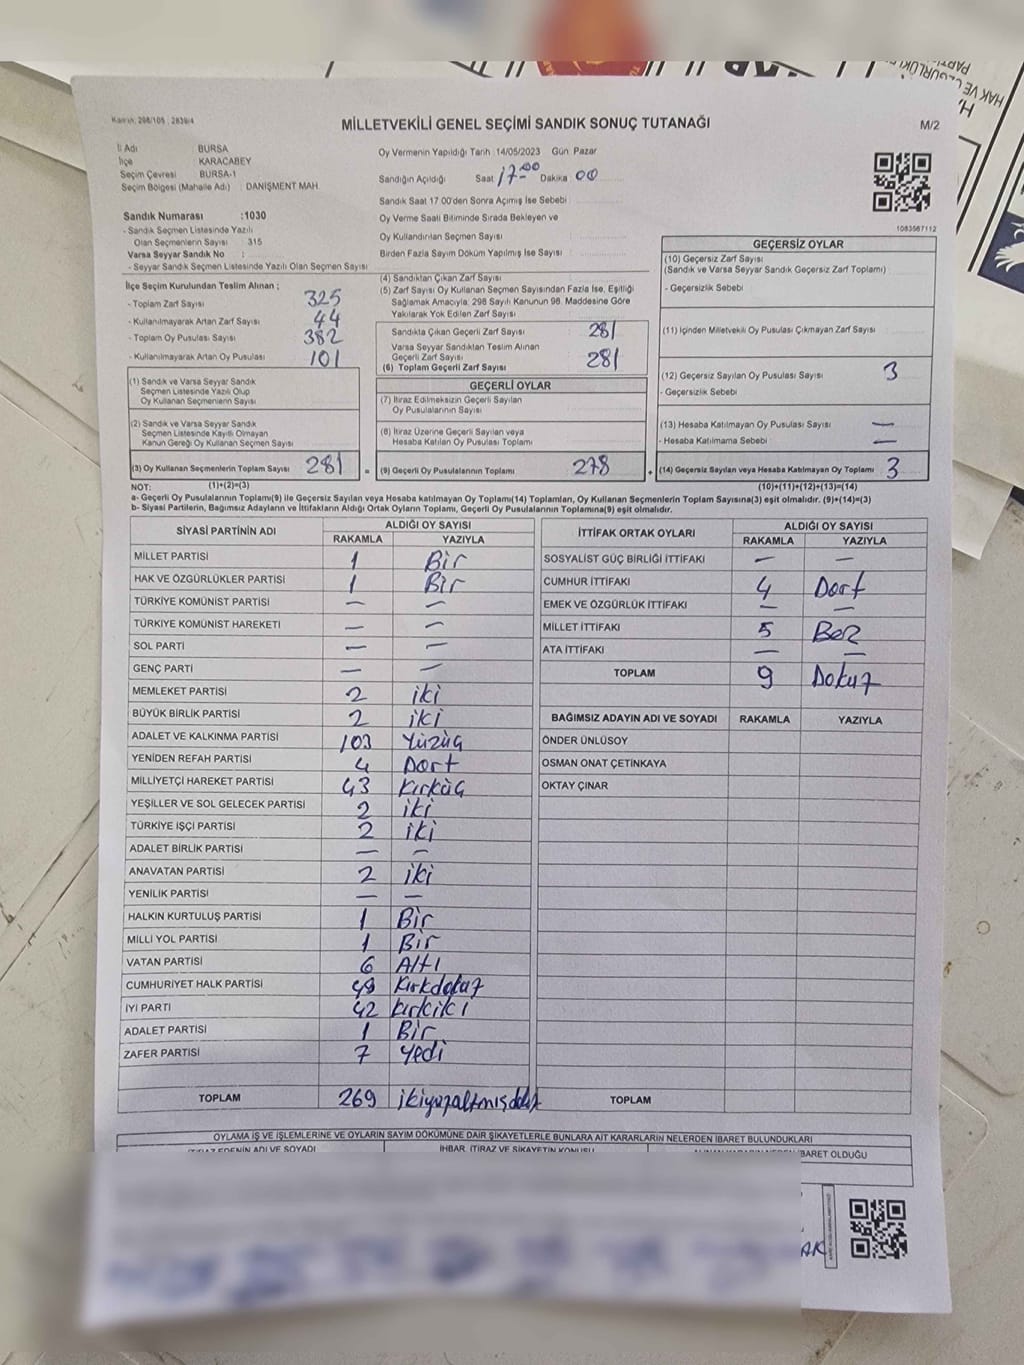 HAK VE ÖZGÜRLÜKLER
MİLLETVEKİLİ GENEL SEÇİMİ SANDIK SONUÇ TUTANAĞI
M/2
İl Adı BURSA
İlçe KARACABEY
Seçim Çevresi BURSA-1
Seçim Bölgesi (Mahalle Adı) : DANIŞMENT MAH.
Oy Vermenin Yapıldığı Tarih :14/05/2023 Gün: Pazar
Sandığın Açıldığı Saat 17:00 Dakika 00
Sandık Saat 17.00'den Sonra Açmış İse Sebebi :
Oy Verme Saati Bitiminde Sırada Bekleyen ve
Oy Kullandırılan Seçmen Sayısı :
Birden Fazla Sayım Döküm Yapılmış İse Sayısı :
1083567112
Sandık Numarası :1030
- Sandık Seçmen Listesinde Yazılı
Olan Seçmenlerin Sayısı : 315
Varsa Seyyar Sandık No :
- Seyyar Sandık Seçmen Listesinde Yazılı Olan Seçmen Sayısı
İlçe Seçim Kurulundan Teslim Alınan ;
- Toplam Zarf Sayısı : 325
- Kullanılmayarak Artan Zarf Sayısı : 44
- Toplam Oy Pusulası Sayısı : 382
- Kullanılmayarak Artan Oy Pusulası : 101
(1) Sandık ve Varsa Seyyar Sandık
Seçmen Listesinde Yazılı Olup
Oy Kullanan Seçmenlerin Sayısı
(2) Sandık ve Varsa Seyyar Sandık
Seçmen Listesinde Kayıtlı Olmayan
Kanun Gereği Oy Kullanan Seçmen Sayısı :
(3) Oy Kullanan Seçmenlerin Toplam Sayısı : 281 =
(4) Sandıktan Çıkan Zarf Sayısı :
(5) Zarf Sayısı Oy Kullanan Seçmen Sayısından Fazla İse, Eşitliği
Sağlamak Amacıyla, 298 Sayılı Kanunun 98. Maddesine Göre
Yakılarak Yok Edilen Zarf Sayısı :
Sandıkta Çıkan Geçerli Zarf Sayısı : 281
Varsa Seyyar Sandıktan Teslim Alınan
Geçerli Zarf Sayısı :
(6) Toplam Geçerli Zarf Sayısı : 281
GEÇERLİ OYLAR
(7) İtiraz Edilmeksizin Geçerli Sayılan
Oy Pusulalarının Sayısı :
(8) İtiraz Üzerine Geçerli Sayılan veya
Hesaba Katılan Oy Pusulası Toplamı :
(9) Geçerli Oy Pusulalarının Toplamı : 278 +
GEÇERSİZ OYLAR
(10) Geçersiz Zarf Sayısı :
(Sandık ve Varsa Seyyar Sandık Geçersiz Zarf Toplamı)
- Geçersizlik Sebebi :
(11) İçinden Milletvekili Oy Pusulası Çıkmayan Zarf Sayısı :
(12) Geçersiz Sayılan Oy Pusulası Sayısı : 3
- Geçersizlik Sebebi :
(13) Hesaba Katılmayan Oy Pusulası Sayısı : —
- Hesaba Katılmama Sebebi : —
(14) Geçersiz Sayılan veya Hesaba Katılmayan Oy Toplamı : 3
NOT: (1)+(2)=(3) (10)+(11)+(12)+(13)=(14)
a- Geçerli Oy Pusulalarının Toplamı(9) ile Geçersiz Sayılan veya Hesaba katılmayan Oy Toplamı(14) Toplamları, Oy Kullanan Seçmenlerin Toplam Sayısına(3) eşit olmalıdır. (9)+(14)=(3)
b- Siyasi Partilerin, Bağımsız Adayların ve İttifakların Aldığı Ortak Oyların Toplamı, Geçerli Oy Pusulalarının Toplamına(9) eşit olmalıdır.
SİYASİ PARTİNİN ADI ALDIĞI OY SAYISI
RAKAMLA YAZIYLA
MİLLET PARTİSİ 1 Bir
HAK VE ÖZGÜRLÜKLER PARTİSİ 1 Bir
TÜRKİYE KOMÜNİST PARTİSİ — —
TÜRKİYE KOMÜNİST HAREKETİ — —
SOL PARTİ — —
GENÇ PARTİ — —
MEMLEKET PARTİSİ 2 iki
BÜYÜK BİRLİK PARTİSİ 2 iki
ADALET VE KALKINMA PARTİSİ 103 Yüzüç
YENİDEN REFAH PARTİSİ 4 Dört
MİLLİYETÇİ HAREKET PARTİSİ 43 Kırküç
YEŞİLLER VE SOL GELECEK PARTİSİ 2 iki
TÜRKİYE İŞÇİ PARTİSİ 2 iki
ADALET BİRLİK PARTİSİ — —
ANAVATAN PARTİSİ 2 iki
YENİLİK PARTİSİ — —
HALKIN KURTULUŞ PARTİSİ 1 Bir
MİLLİ YOL PARTİSİ 1 Bir
VATAN PARTİSİ 6 Altı
CUMHURİYET HALK PARTİSİ 49 Kırkdokuz
İYİ PARTİ 42 kırkiki
ADALET PARTİSİ 1 Bir
ZAFER PARTİSİ 7 yedi
TOPLAM 269 ikiyüzaltmışdokuz
İTTİFAK ORTAK OYLARI ALDIĞI OY SAYISI
RAKAMLA YAZIYLA
SOSYALİST GÜÇ BİRLİĞİ İTTİFAKI — —
CUMHUR İTTİFAKI 4 Dört
EMEK VE ÖZGÜRLÜK İTTİFAKI — —
MİLLET İTTİFAKI 5 Beş
ATA İTTİFAKI — —
TOPLAM 9 Dokuz
BAĞIMSIZ ADAYIN ADI VE SOYADI RAKAMLA YAZIYLA
ÖNDER ÜNLÜSOY
OSMAN ONAT ÇETİNKAYA
OKTAY ÇINAR
TOPLAM
OYLAMA İŞ VE İŞLEMLERİNE VE OYLARIN SAYIM DÖKÜMÜNE DAİR ŞİKAYETLERLE BUNLARA AİT KARARLARIN NELERDEN İBARET BULUNDUKLARI